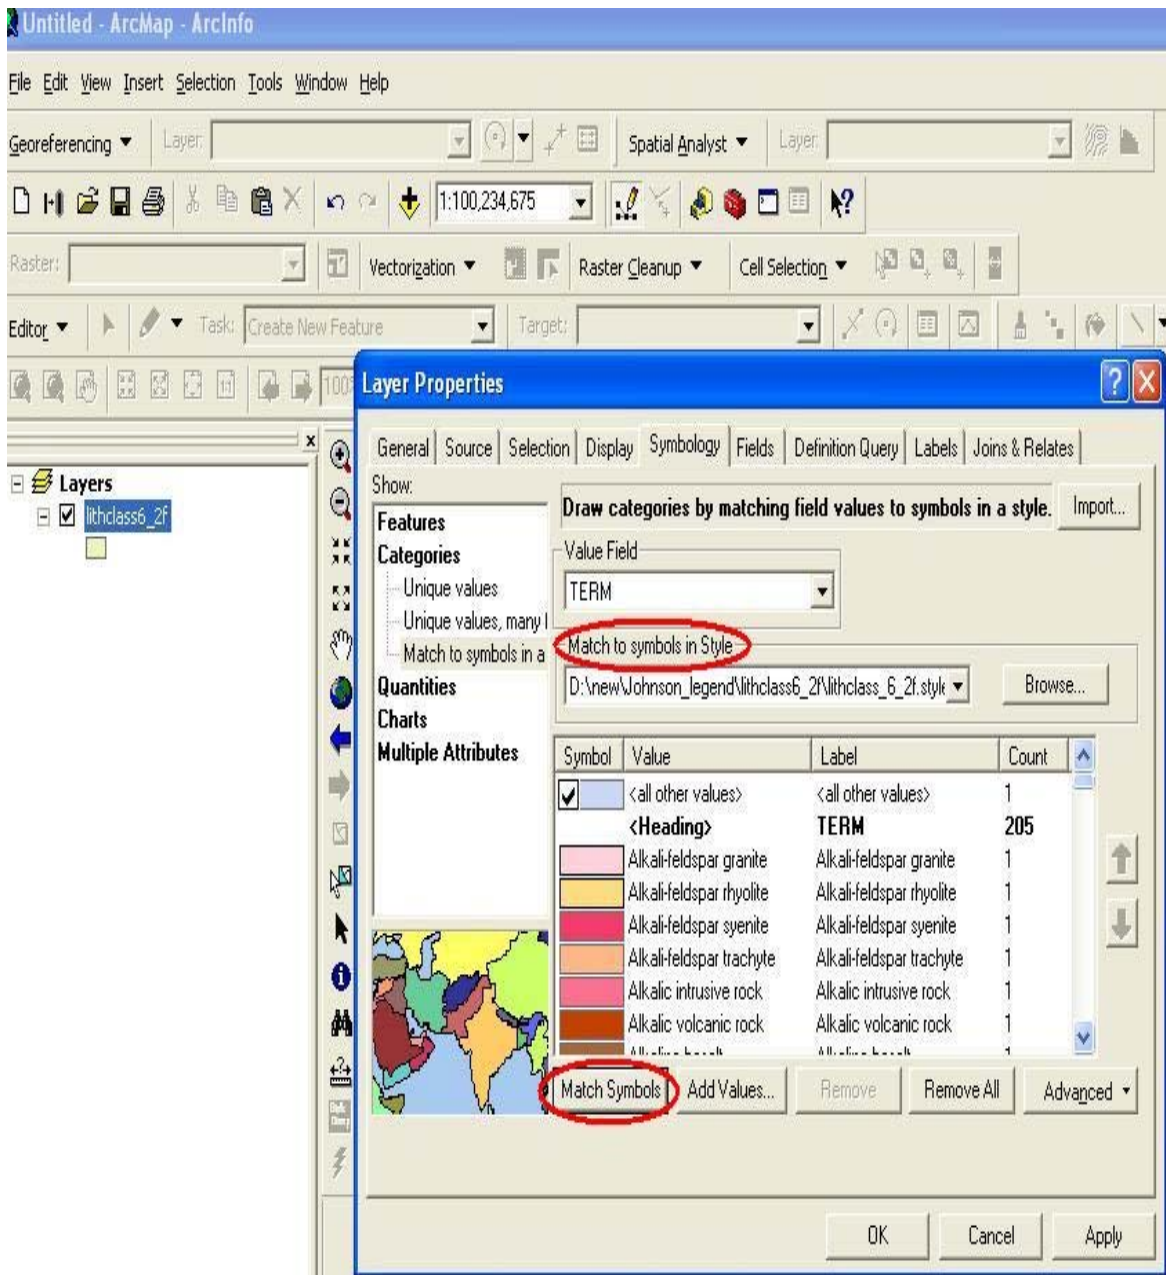 Untitled - ArcMap - ArcInfo
File Edit View Insert Selection Tools Window Help
Georeferencing Layer: Spatial Analyst Layer:
1:100,234,675
Raster: Vectorization Raster Cleanup Cell Selection
Editor Task: Create New Feature Target:
100%
Layer Properties
General Source Selection Display Symbology Fields Definition Query Labels Joins & Relates
Layers
lithclass6_2f
Show:
Features
Categories
Unique values
Unique values, many
Match to symbols in a
Quantities
Charts
Multiple Attributes
Draw categories by matching field values to symbols in a style. Import...
Value Field
TERM
Match to symbols in Style
D:\new\Johnson_legend\lithclass6_2f\lithclass_6_2f.style Browse...
Symbol Value Label Count
<all other values> <all other values> 1
<Heading> TERM 205
Alkali-feldspar granite Alkali-feldspar granite 1
Alkali-feldspar rhyolite Alkali-feldspar rhyolite 1
Alkali-feldspar syenite Alkali-feldspar syenite 1
Alkali-feldspar trachyte Alkali-feldspar trachyte 1
Alkalic intrusive rock Alkalic intrusive rock 1
Alkalic volcanic rock Alkalic volcanic rock 1
Match Symbols Add Values... Remove Remove All Advanced
OK Cancel Apply